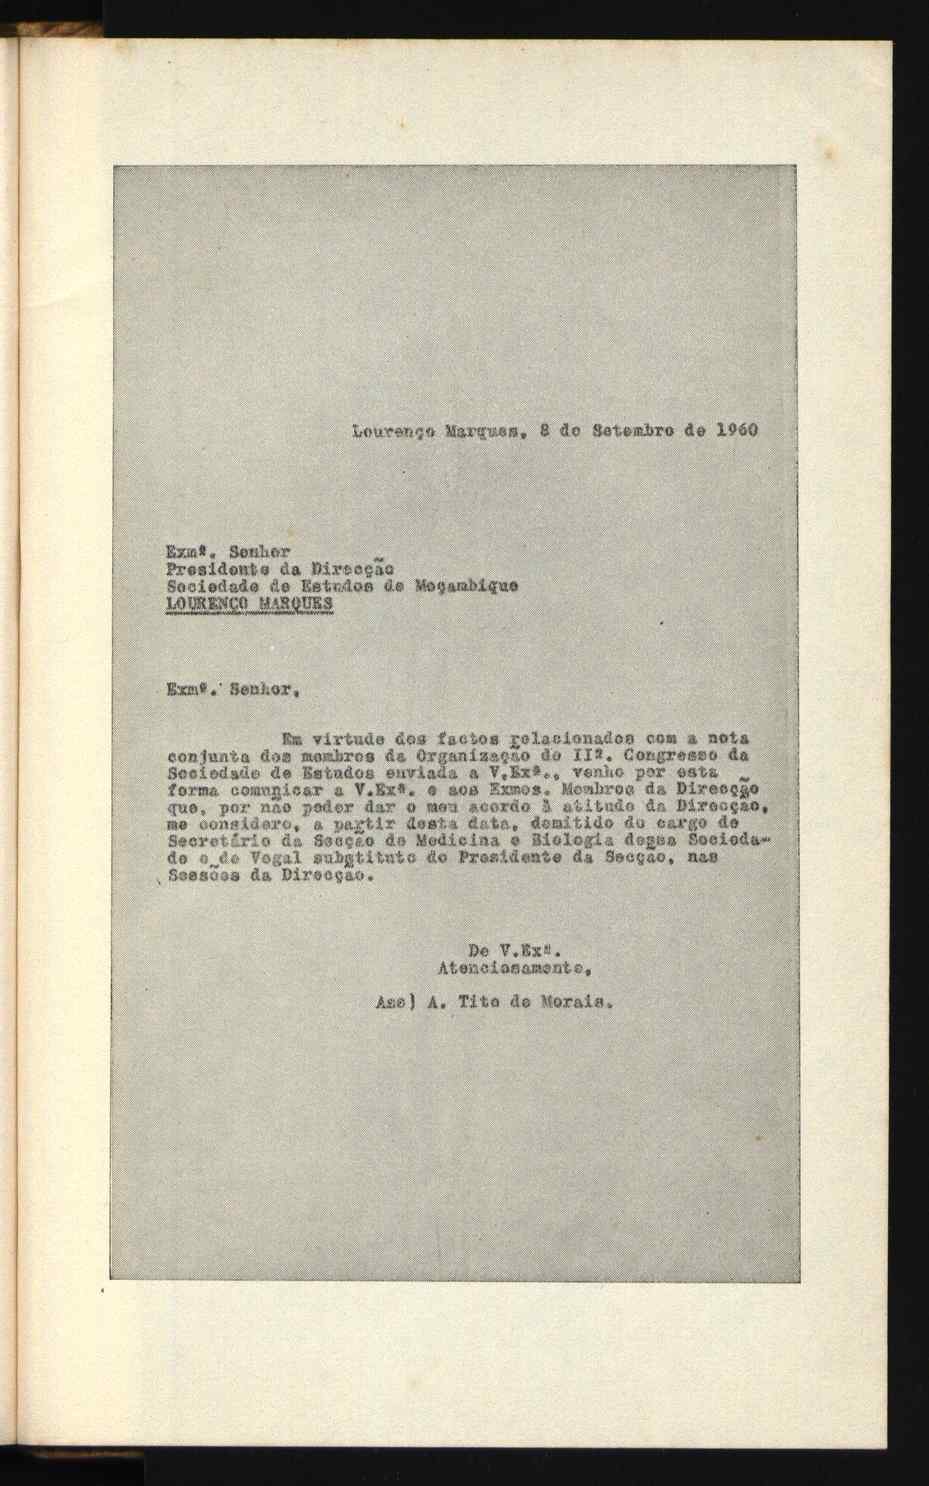 Lourenço Marques, 8 de Setembro de 1960
Exmª. Senhor
Presidente da Direcção
Sociedade de Estudos de Moçambique
LOURENÇO MARQUES
Exmª. Senhor,
Em virtude dos factos relacionados com a nota
conjunta dos membros da Organização do IIº. Congresso da
Sociedade de Estudos enviada a V.Exª., venho por esta
forma comunicar a V.Exª. e aos Exmos. Membros da Direcção
que, por não poder dar o meu acordo à atitude da Direcção,
me considero, a partir desta data, demitido do cargo de
Secretário da Secção de Medicina e Biologia dessa Socieda-
de e de Vogal substituto do Presidente da Secção, nas
Sessões da Direcção.
De V.Exª.
Atenciosamente,
Ass) A. Tito de Morais.